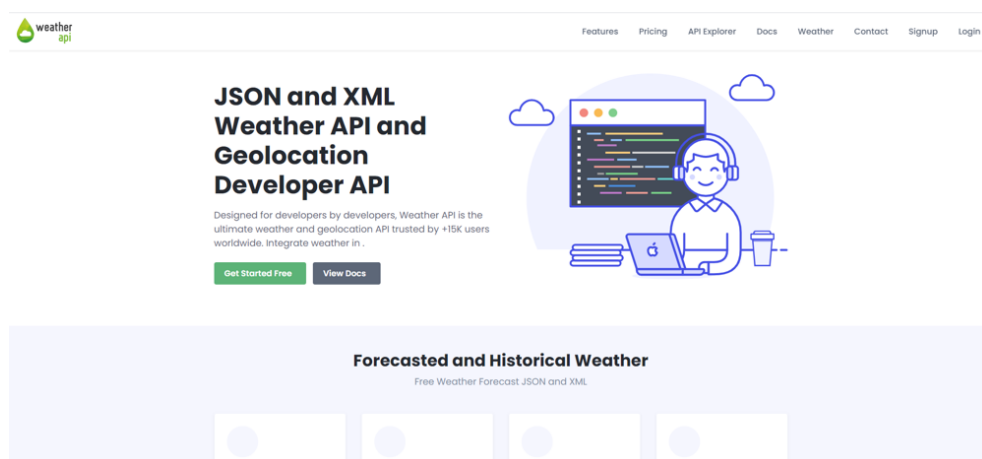 weather
api
Features Pricing API Explorer Docs Weather Contact Signup Login
JSON and XML
Weather API and
Geolocation
Developer API
Designed for developers by developers, Weather API is the
ultimate weather and geolocation API trusted by +15K users
worldwide. Integrate weather in .
Get Started Free View Docs
Forecasted and Historical Weather
Free Weather Forecast JSON and XML